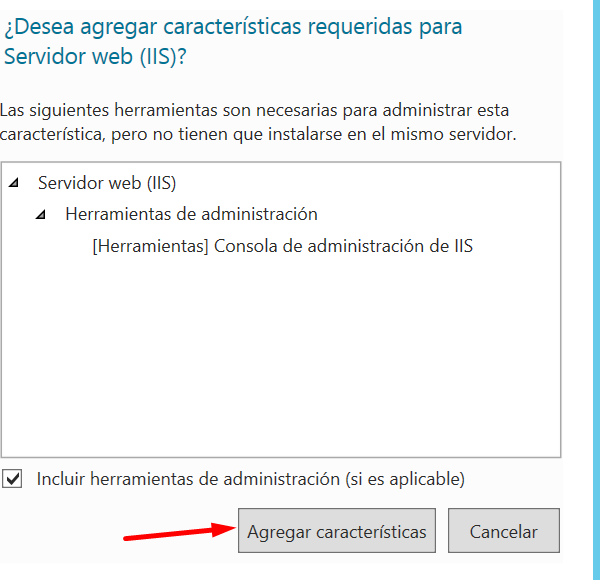 ¿Desea agregar características requeridas para
Servidor web (IIS)?
Las siguientes herramientas son necesarias para administrar esta
característica, pero no tienen que instalarse en el mismo servidor.
Servidor web (IIS)
Herramientas de administración
[Herramientas] Consola de administración de IIS
Incluir herramientas de administración (si es aplicable)
Agregar características
Cancelar